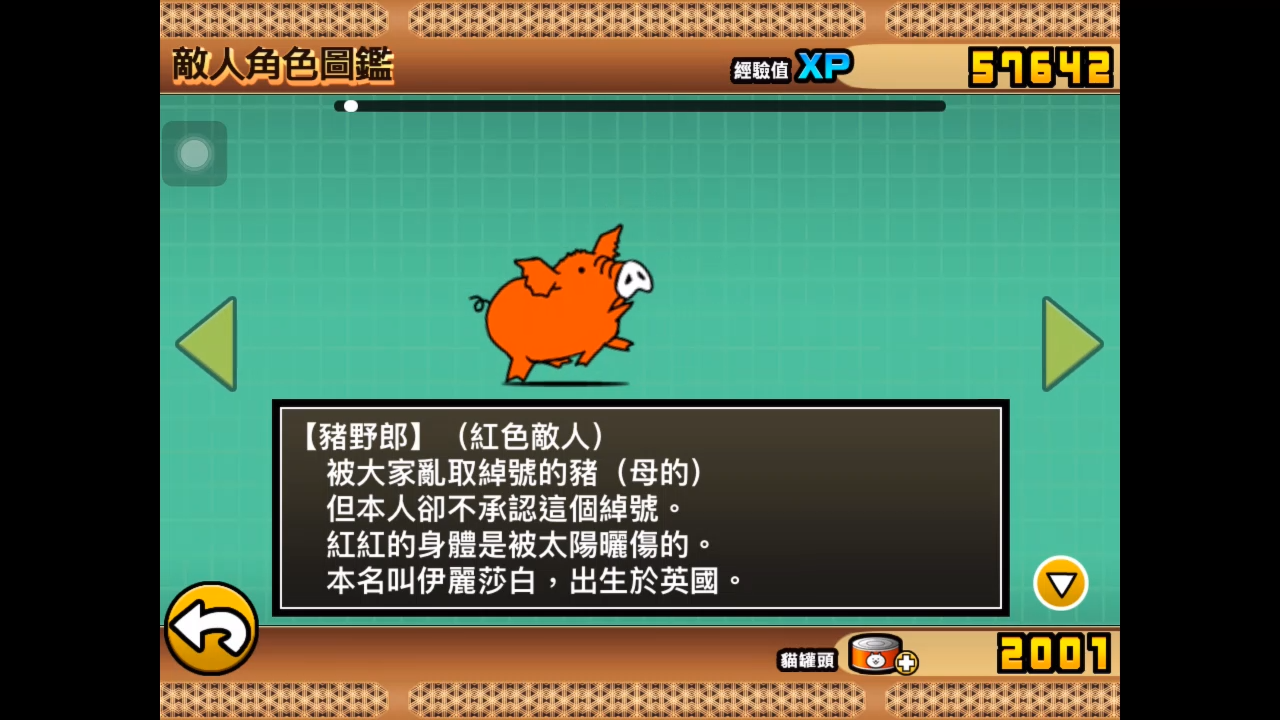 敵人角色圖鑑
經驗值 XP 57642
【豬野郎】（紅色敵人）
被大家亂取綽號的豬（母的）
但本人卻不承認這個綽號。
紅紅的身體是被太陽曬傷的。
本名叫伊麗莎白，出生於英國。
貓罐頭 2001